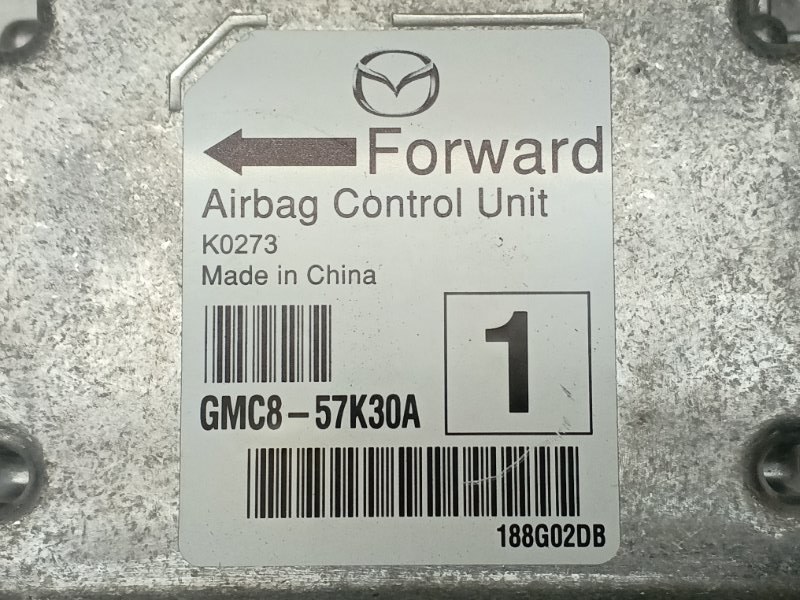 Forward
Airbag Control Unit
K0273
Made in China
1
GMC8-57K30A
188G02DB